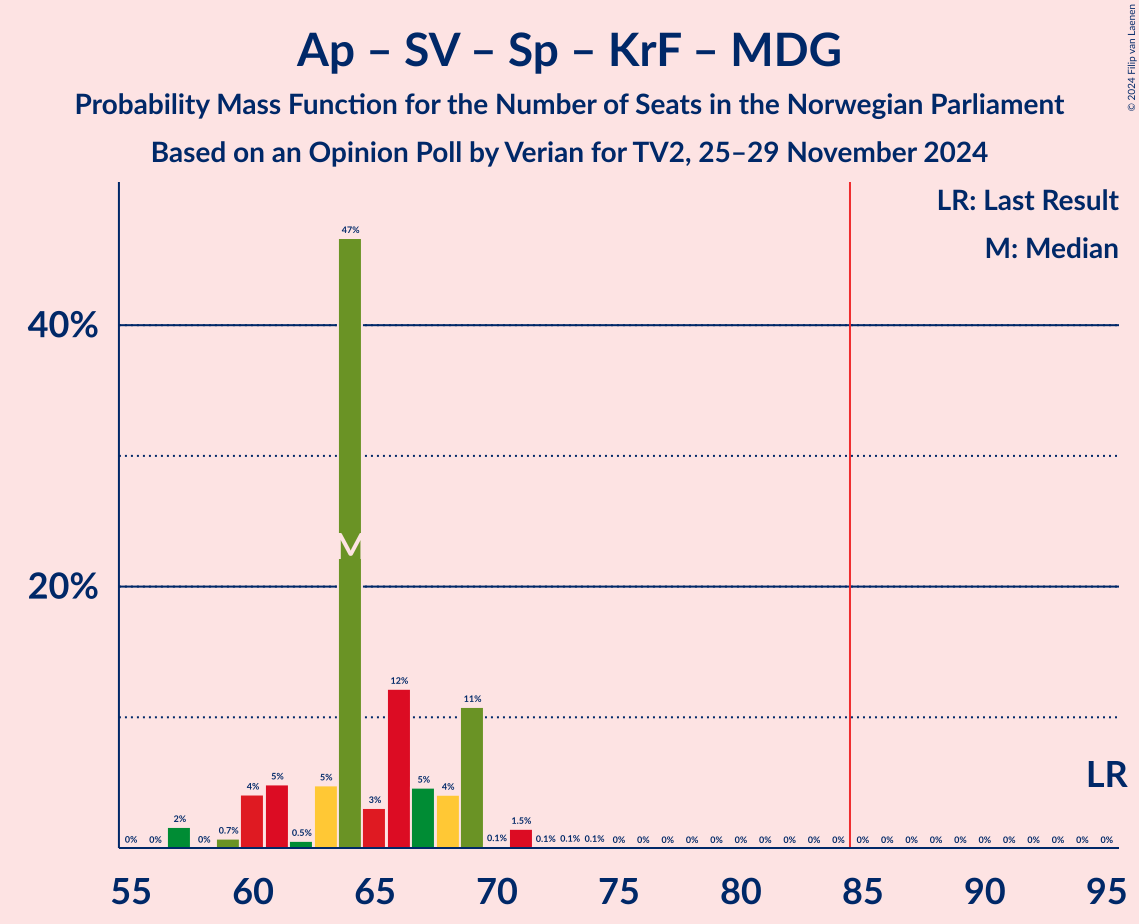 Ap – SV – Sp – KrF – MDG
Probability Mass Function for the Number of Seats in the Norwegian Parliament
Based on an Opinion Poll by Verian for TV2, 25–29 November 2024
© 2024 Filip van Laenen
LR: Last Result
M: Median
47%
40%
M
20%
12%
11%
5%
5%
5%
4%
4%
3%
2%
1.5%
0% 0% 0% 0.7% 0.5% 0.1% 0.1% 0.1% 0.1% 0% 0% 0% 0% 0% 0% 0% 0% 0% 0% 0% 0% 0% 0% 0% 0% 0% 0% 0% 0% 0%
LR
55 60 65 70 75 80 85 90 95